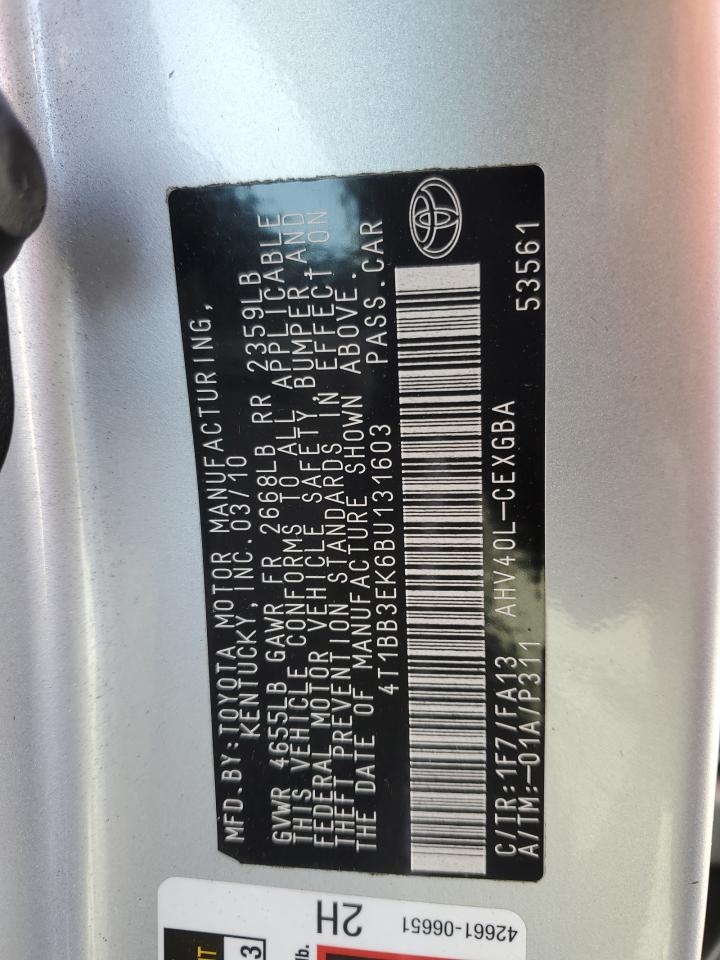 MFD.BY:TOYOTA MOTOR MANUFACTURING,
KENTUCKY,INC.03/10
GVWR 4655LB GAWR FR 2668LB RR 2359LB
THIS VEHICLE CONFORMS TO ALL APPLICABLE
FEDERAL MOTOR VEHICLE SAFETY,BUMPER,AND
THEFT PREVENTION STANDARDS IN EFFECT ON
THE DATE OF MANUFACTURE SHOWN ABOVE.
4T1BB3EK6BU131603 PASS.CAR
C/TR:1F7/FA13 AHV40L-CEXGBA 53561
A/TM:-01A/P311
2H
42661-06651
3
lb.